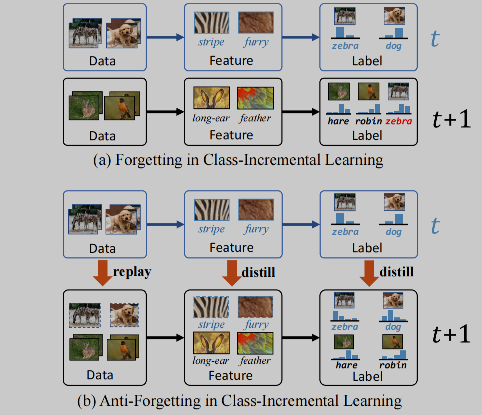 stripe furry
zebra dog
t
Data Feature Label
long-ear feather
hare robin zebra
t+1
Data Feature Label
(a) Forgetting in Class-Incremental Learning
stripe furry
zebra dog
t
Data Feature Label
replay distill distill
stripe furry
zebra dog
long-ear feather
t+1
hare robin
Data Feature Label
(b) Anti-Forgetting in Class-Incremental Learning